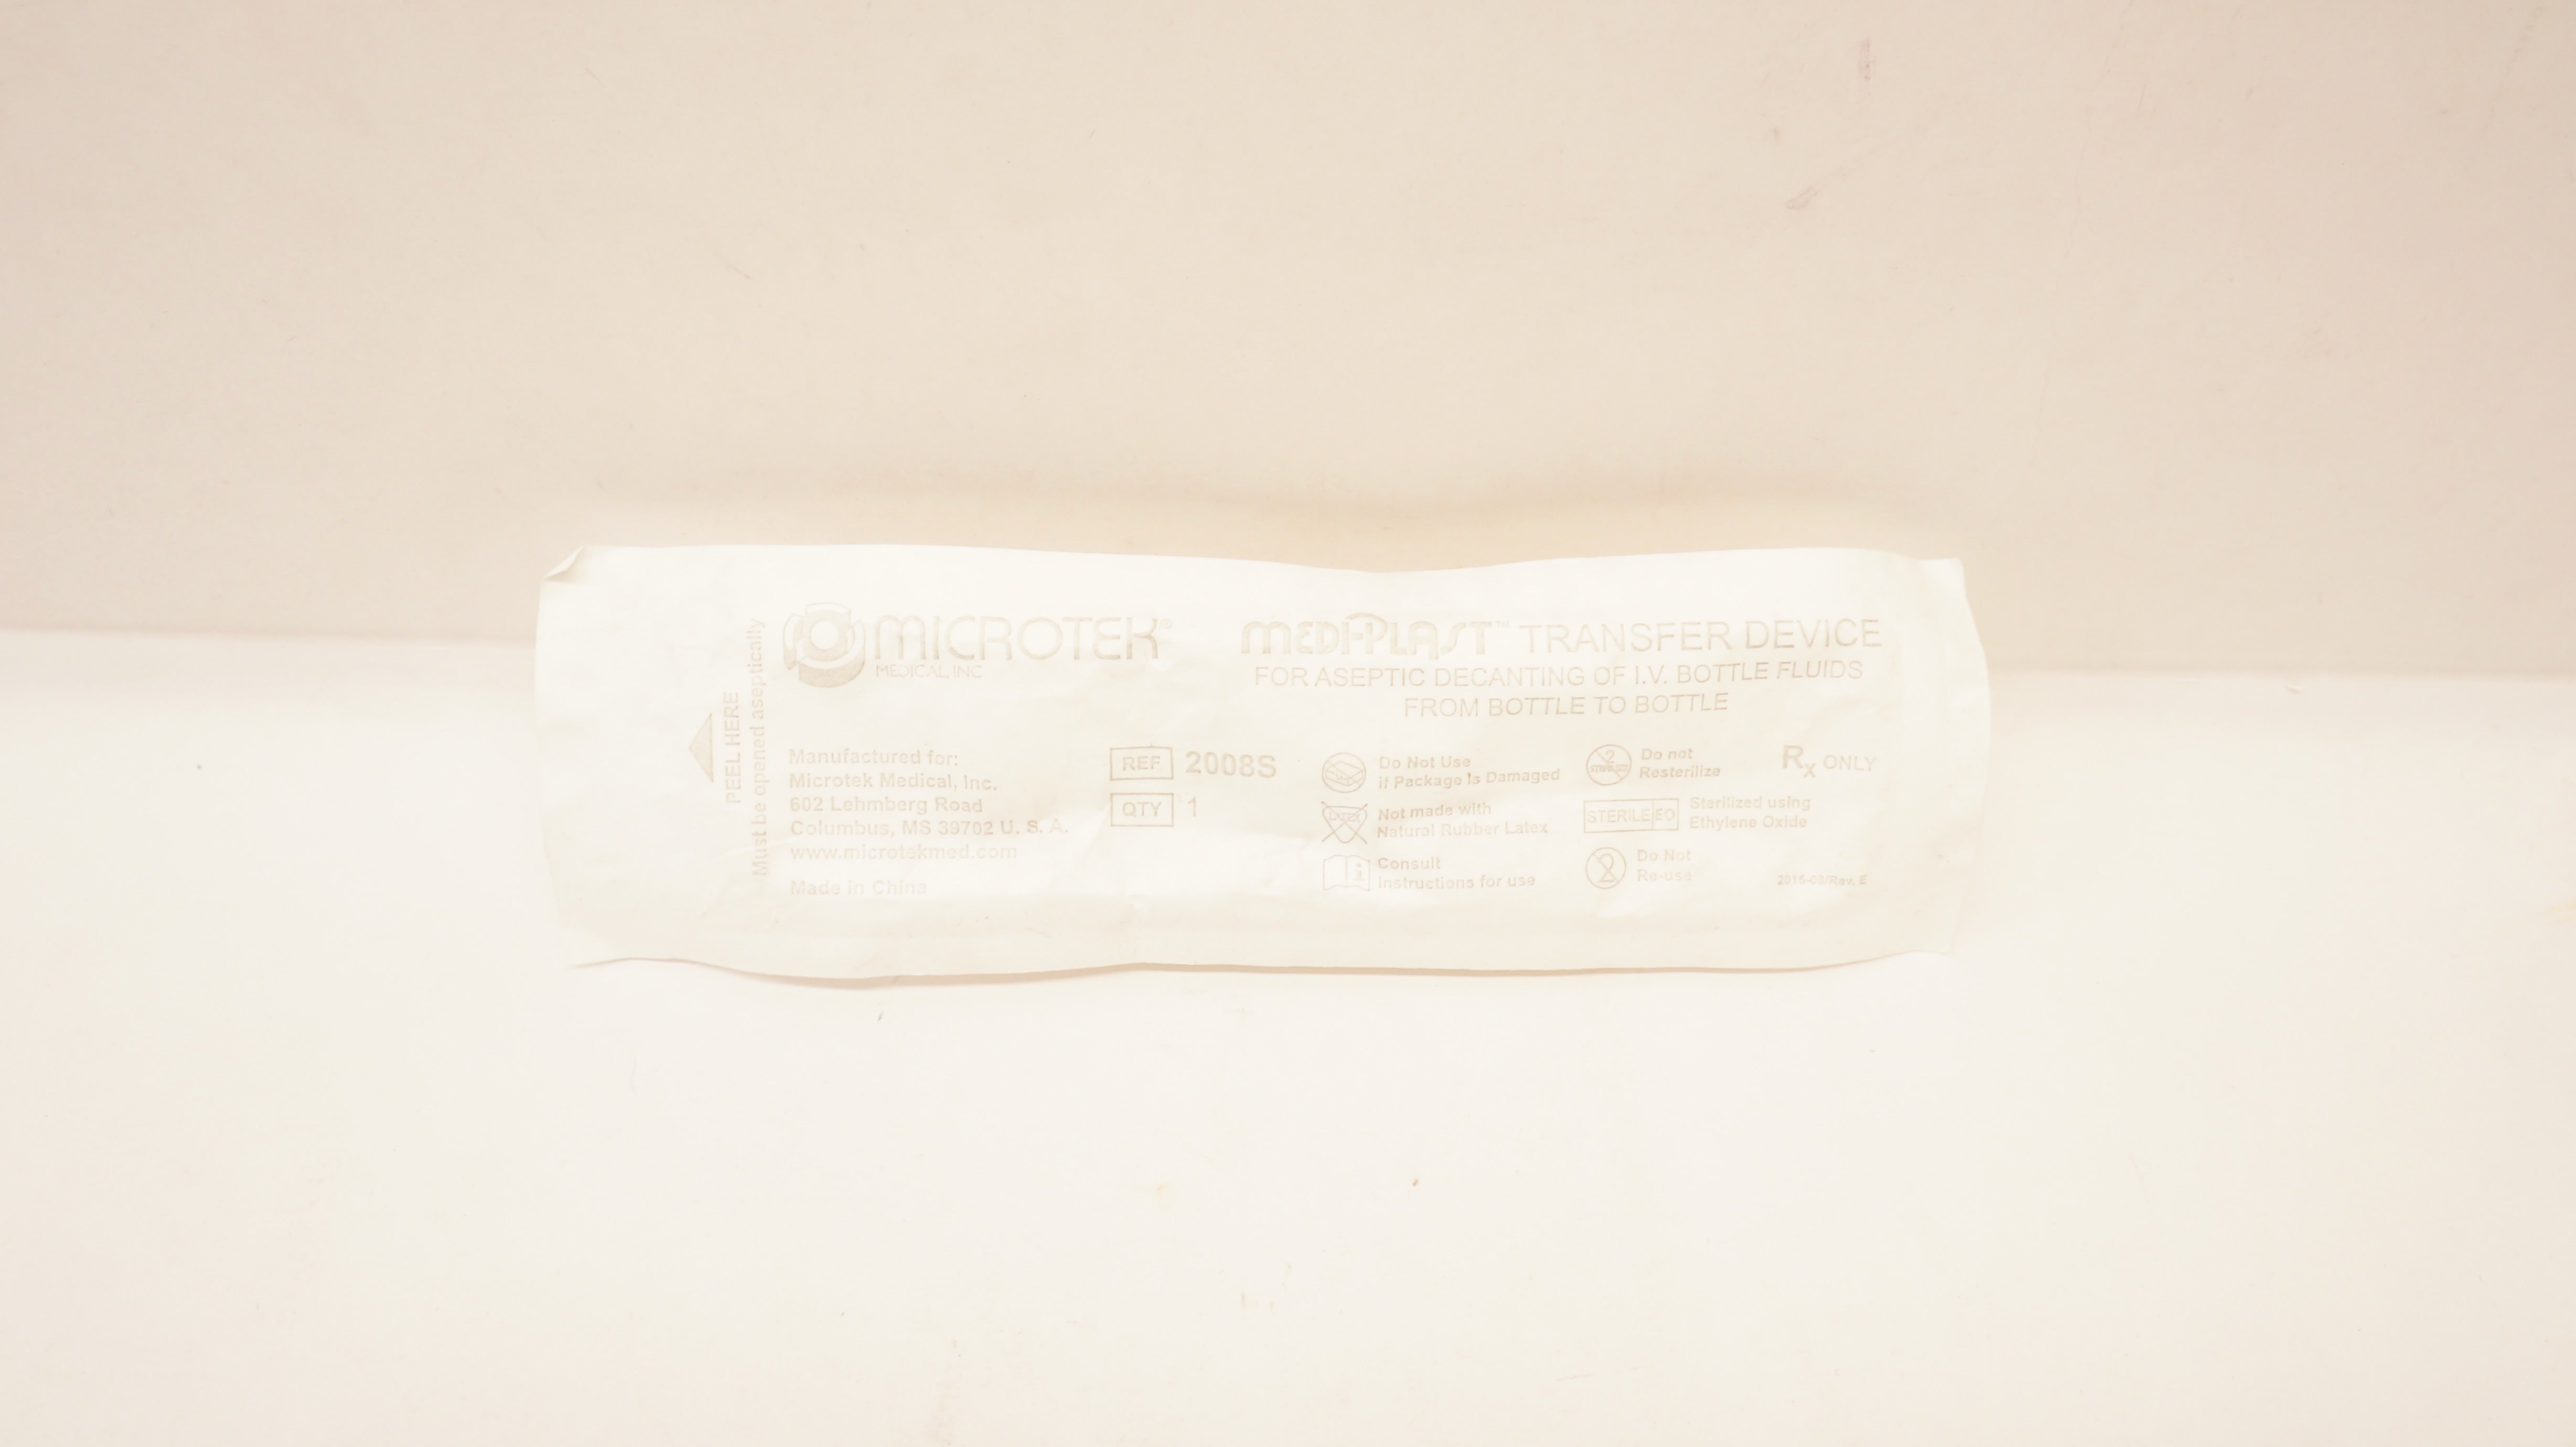 PEEL HERE
Must be opened aseptically
MICROTEK®
MEDICAL, INC
MEDI-PLAST™ TRANSFER DEVICE
FOR ASEPTIC DECANTING OF I.V. BOTTLE FLUIDS
FROM BOTTLE TO BOTTLE
Manufactured for:
Microtek Medical, Inc.
602 Lehmberg Road
Columbus, MS 39702 U. S. A.
www.microtekmed.com
Made in China
REF 2008S
QTY 1
Do Not Use
if Package Is Damaged
LATEX
Not made with
Natural Rubber Latex
Consult
Instructions for use
2
Do not
Resterilize
STERILE EO
Sterilized using
Ethylene Oxide
2
Do Not
Re-use
Rx ONLY
Rev. E